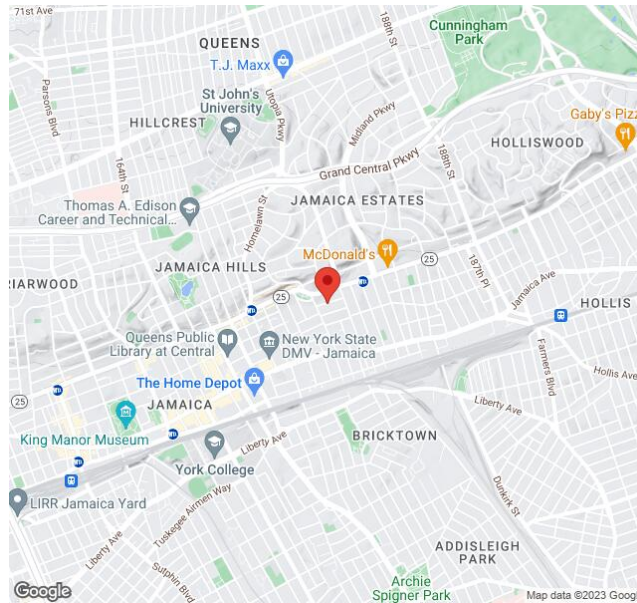 71st Ave
188th St
Cunningham
Park
QUEENS
T.J. Maxx
Parsons Blvd
St John's
University
Utopia Pkwy
Midland Pkwy
Gaby's Pizz
HILLCREST
188th St
HOLLISWOOD
164th St
Grand Central Pkwy
Thomas A. Edison
Career and Technical...
Homelawn St
JAMAICA ESTATES
McDonald's
25
187th Pl
JAMAICA HILLS
RIARWOOD
25
Jamaica Ave
HOLLIS
Queens Public
Library at Central
New York State
DMV - Jamaica
Farmers Blvd
Hollis Ave
The Home Depot
25
JAMAICA
Liberty Ave
King Manor Museum
Liberty Ave
BRICKTOWN
York College
LIRR Jamaica Yard
Tuskegee Airmen Way
Dunkirk St
Liberty Ave
ADDISLEIGH
PARK
Sutphin Blvd
Archie
Spigner Park
Google
Map data ©2023 Goog